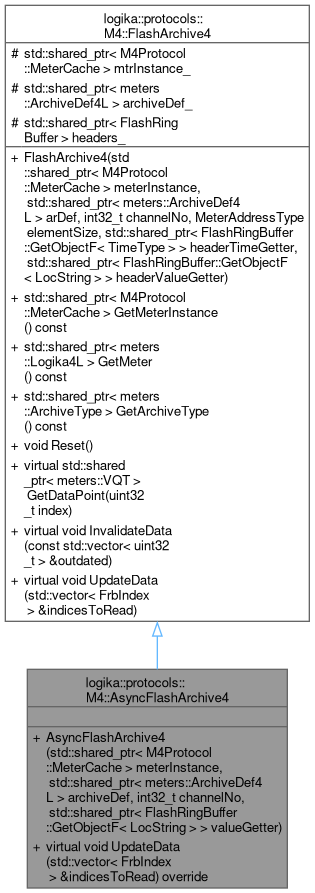 logika::protocols::
M4::FlashArchive4
# std::shared_ptr< M4Protocol
::MeterCache > mtrInstance_
# std::shared_ptr< meters
::ArchiveDef4L > archiveDef_
# std::shared_ptr< FlashRing
Buffer > headers_
+ FlashArchive4(std
::shared_ptr< M4Protocol
::MeterCache > meterInstance,
std::shared_ptr< meters::ArchiveDef4
L > arDef, int32_t channelNo, MeterAddressType
elementSize, std::shared_ptr< FlashRingBuffer
::GetObjectF< TimeType > > headerTimeGetter,
std::shared_ptr< FlashRingBuffer::GetObjectF
< LocString > > headerValueGetter)
+ std::shared_ptr< M4Protocol
::MeterCache > GetMeterInstance
() const
+ std::shared_ptr< meters
::Logika4L > GetMeter
() const
+ std::shared_ptr< meters
::ArchiveType > GetArchiveType
() const
+ void Reset()
+ virtual std::shared
_ptr< meters::VQT >
GetDataPoint(uint32
_t index)
+ virtual void InvalidateData
(const std::vector< uint32
_t > &outdated)
+ virtual void UpdateData
(std::vector< FrbIndex
> &indicesToRead)
logika::protocols::
M4::AsyncFlashArchive4
+ AsyncFlashArchive4
(std::shared_ptr< M4Protocol
::MeterCache > meterInstance,
std::shared_ptr< meters::ArchiveDef4
L > archiveDef, int32_t channelNo,
std::shared_ptr< FlashRingBuffer
::GetObjectF< LocString > > valueGetter)
+ virtual void UpdateData
(std::vector< FrbIndex
> &indicesToRead) override